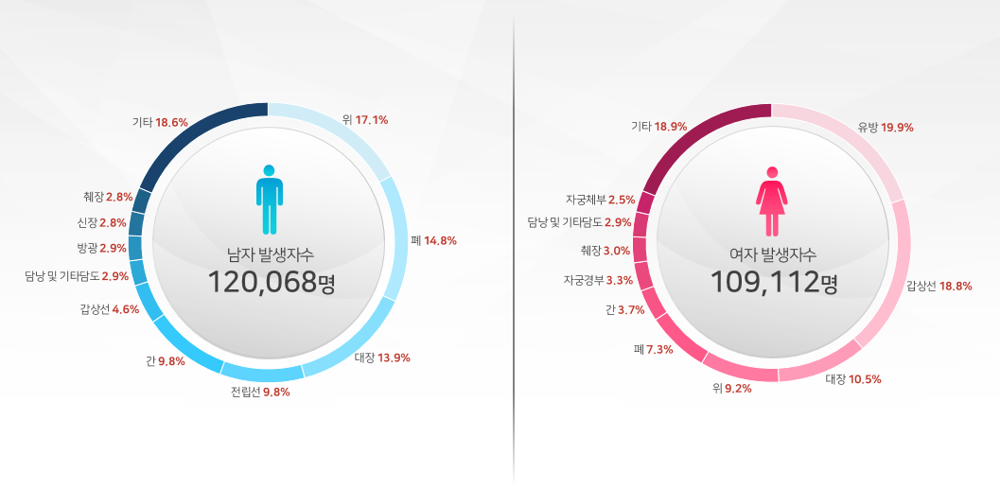 기타 18.6%
위 17.1%
췌장 2.8%
신장 2.8%
방광 2.9%
담낭 및 기타담도 2.9%
갑상선 4.6%
간 9.8%
전립선 9.8%
대장 13.9%
폐 14.8%
남자 발생자수
120,068명
기타 18.9%
유방 19.9%
자궁체부 2.5%
담낭 및 기타담도 2.9%
췌장 3.0%
자궁경부 3.3%
간 3.7%
폐 7.3%
위 9.2%
대장 10.5%
갑상선 18.8%
여자 발생자수
109,112명